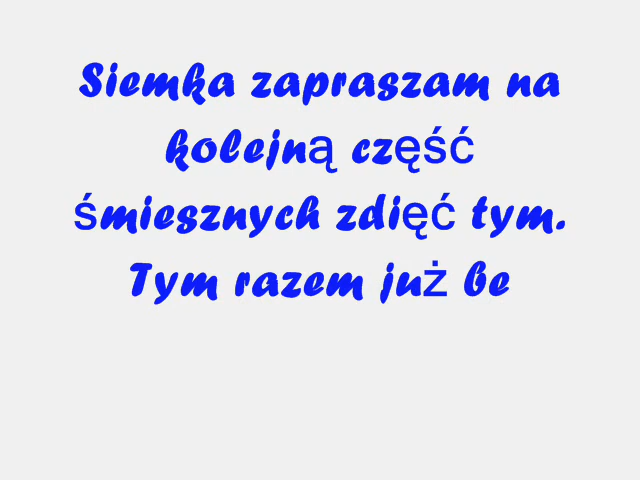 Siemka zapraszam na
kolejną część
śmiesznych zdięć tym.
Tym razem już be